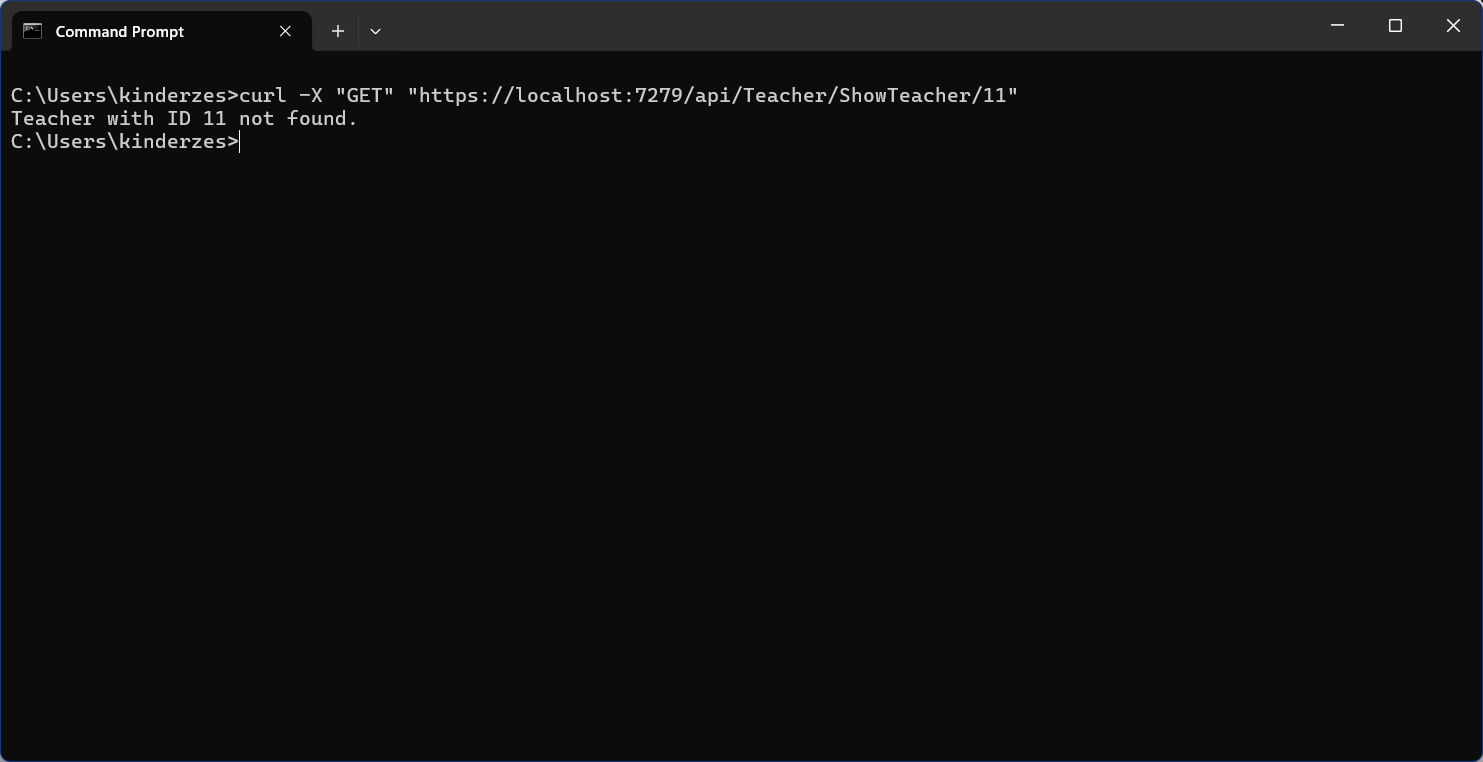 Command Prompt
C:\Users\kinderzes>curl -X "GET" "https://localhost:7279/api/Teacher/ShowTeacher/11"
Teacher with ID 11 not found.
C:\Users\kinderzes>